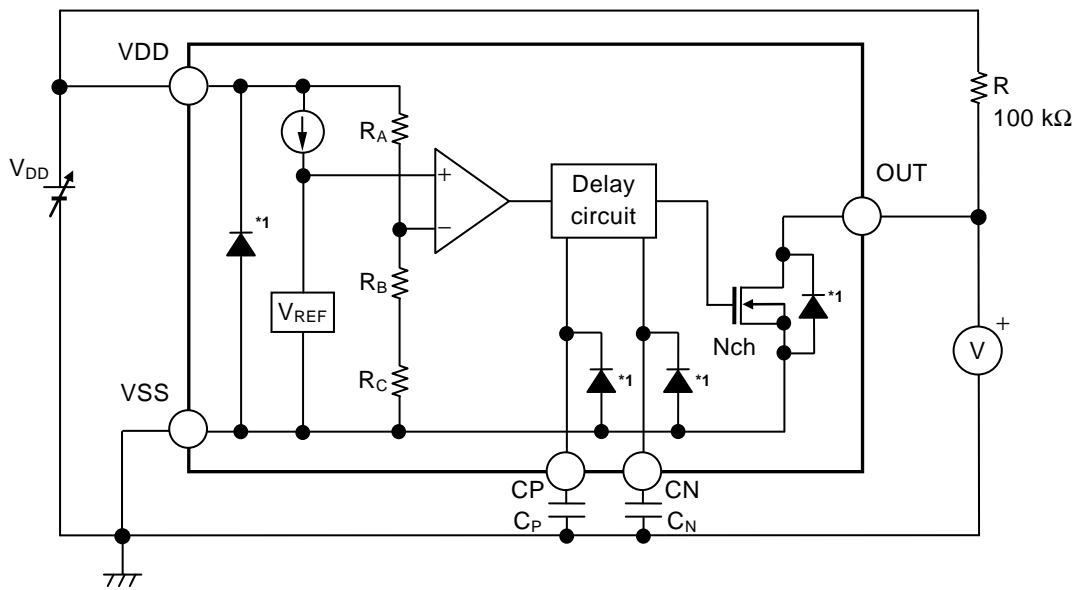 VDD
R
100 kΩ
*1
RA
+
−
Delay
circuit
OUT
VDD
RB
VREF
RC
*1
*1
Nch
*1
+
V
VSS
CP
CN
CP
CN